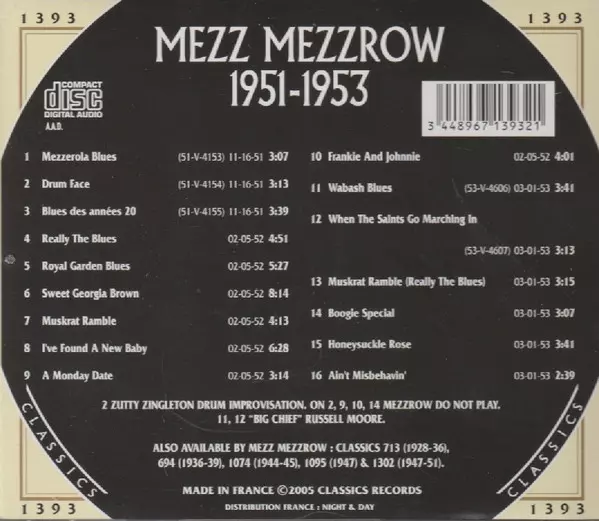 1393
1393
MEZZ MEZZROW
1951-1953
COMPACT
disc
DIGITAL AUDIO
A.A.D.
3 448967 139321
1 Mezzerola Blues (51-V-4153) 11-16-51 3:07
2 Drum Face (51-V-4154) 11-16-51 3:13
3 Blues des années 20 (51-V-4155) 11-16-51 3:39
4 Really The Blues 02-05-52 4:51
5 Royal Garden Blues 02-05-52 5:27
6 Sweet Georgia Brown 02-05-52 8:14
7 Muskrat Ramble 02-05-52 4:13
8 I've Found A New Baby 02-05-52 6:28
9 A Monday Date 02-05-52 3:14
10 Frankie And Johnnie 02-05-52 4:01
11 Wabash Blues (53-V-4606) 03-01-53 3:41
12 When The Saints Go Marching In
(53-V-4607) 03-01-53 3:13
13 Muskrat Ramble (Really The Blues) 03-01-53 3:15
14 Boogie Special 03-01-53 3:07
15 Honeysuckle Rose 03-01-53 3:41
16 Ain't Misbehavin' 03-01-53 2:39
2 ZUTTY ZINGLETON DRUM IMPROVISATION. ON 2, 9, 10, 14 MEZZROW DO NOT PLAY.
11, 12 "BIG CHIEF" RUSSELL MOORE.
ALSO AVAILABLE BY MEZZ MEZZROW : CLASSICS 713 (1928-36),
694 (1936-39), 1074 (1944-45), 1095 (1947) & 1302 (1947-51).
MADE IN FRANCE ©2005 CLASSICS RECORDS
DISTRIBUTION FRANCE : NIGHT & DAY
CLASSICS
CLASSICS
1393
1393